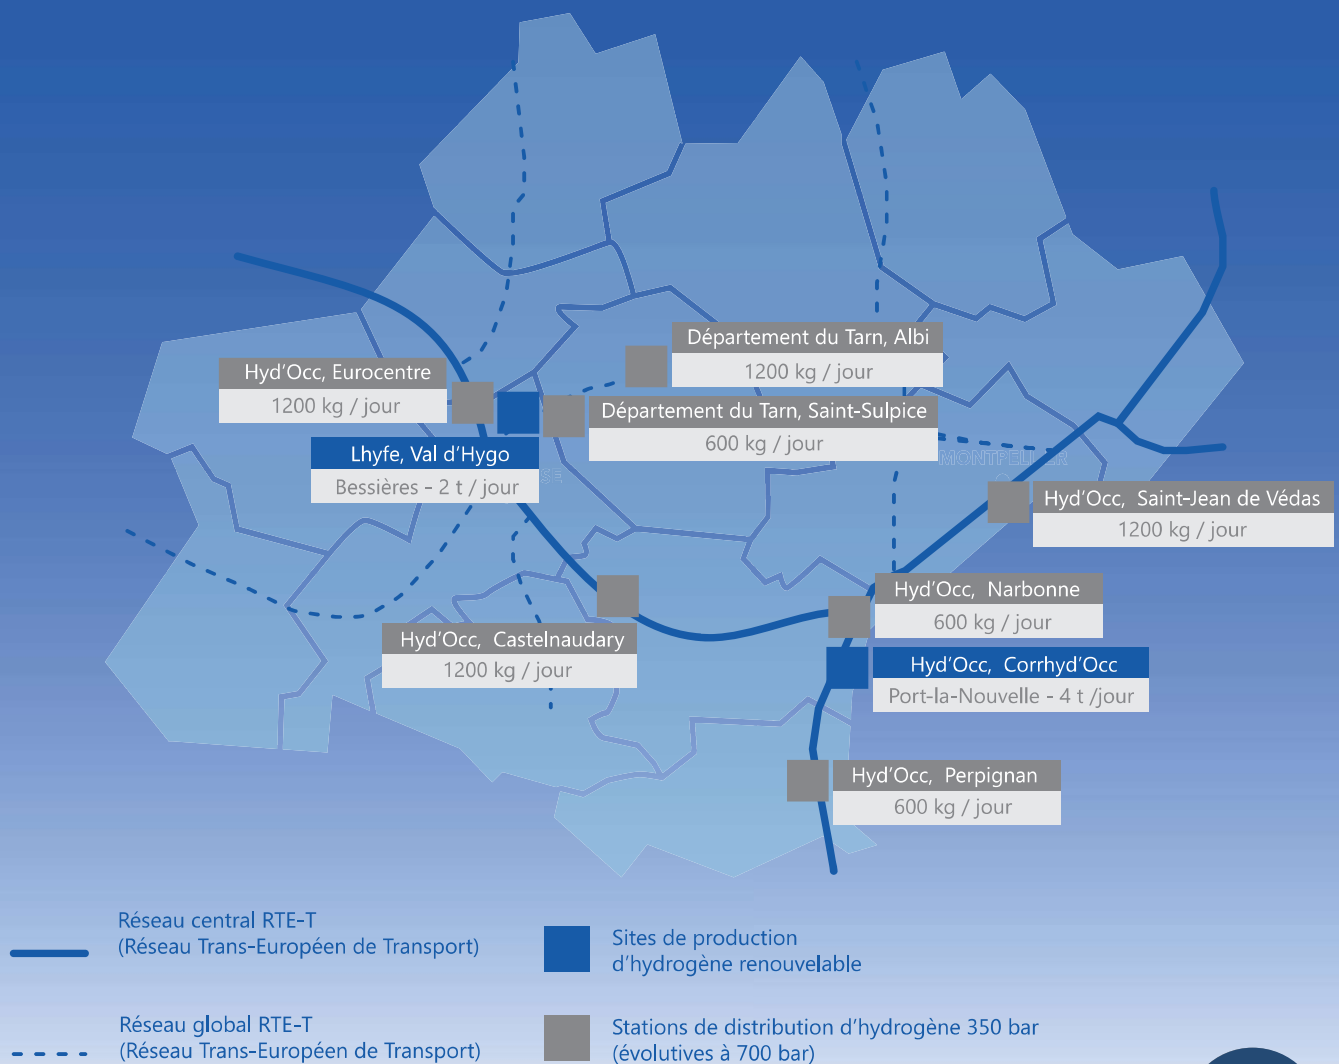 Département du Tarn, Albi
1200 kg / jour
Hyd'Occ, Eurocentre
1200 kg / jour
Département du Tarn, Saint-Sulpice
600 kg / jour
Lhyfe, Val d'Hygo
Bessières - 2 t / jour
MONTPELLIER
Hyd'Occ, Saint-Jean de Védas
1200 kg / jour
Hyd'Occ, Narbonne
600 kg / jour
Hyd'Occ, Castelnaudary
1200 kg / jour
Hyd'Occ, Corrhyd'Occ
Port-la-Nouvelle - 4 t /jour
Hyd'Occ, Perpignan
600 kg / jour
Réseau central RTE-T
(Réseau Trans-Européen de Transport)
Sites de production
d'hydrogène renouvelable
Réseau global RTE-T
(Réseau Trans-Européen de Transport)
Stations de distribution d'hydrogène 350 bar
(évolutives à 700 bar)